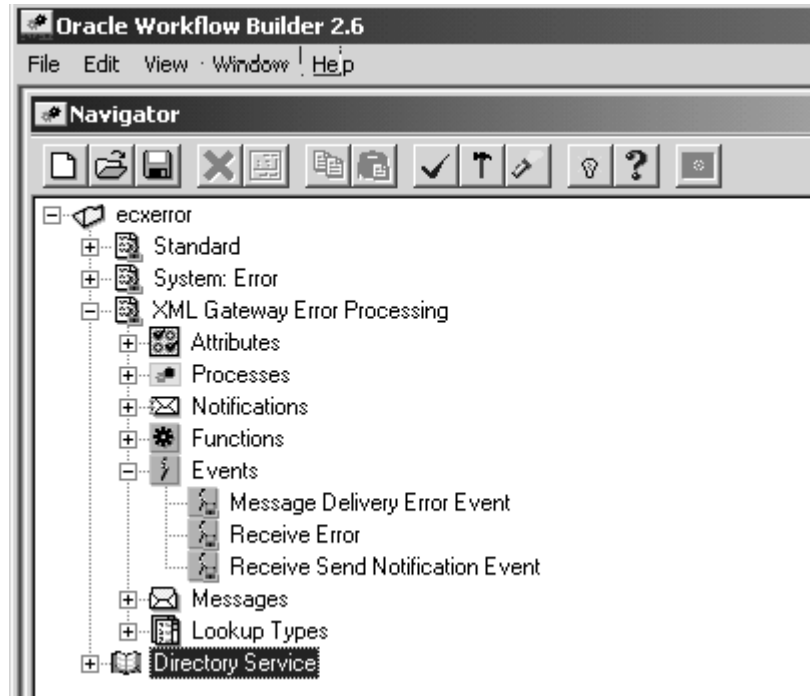 Oracle Workflow Builder 2.6
File Edit View Window Help
Navigator
ecxerror
Standard
System: Error
XML Gateway Error Processing
Attributes
Processes
Notifications
Functions
Events
Message Delivery Error Event
Receive Error
Receive Send Notification Event
Messages
Lookup Types
Directory Service